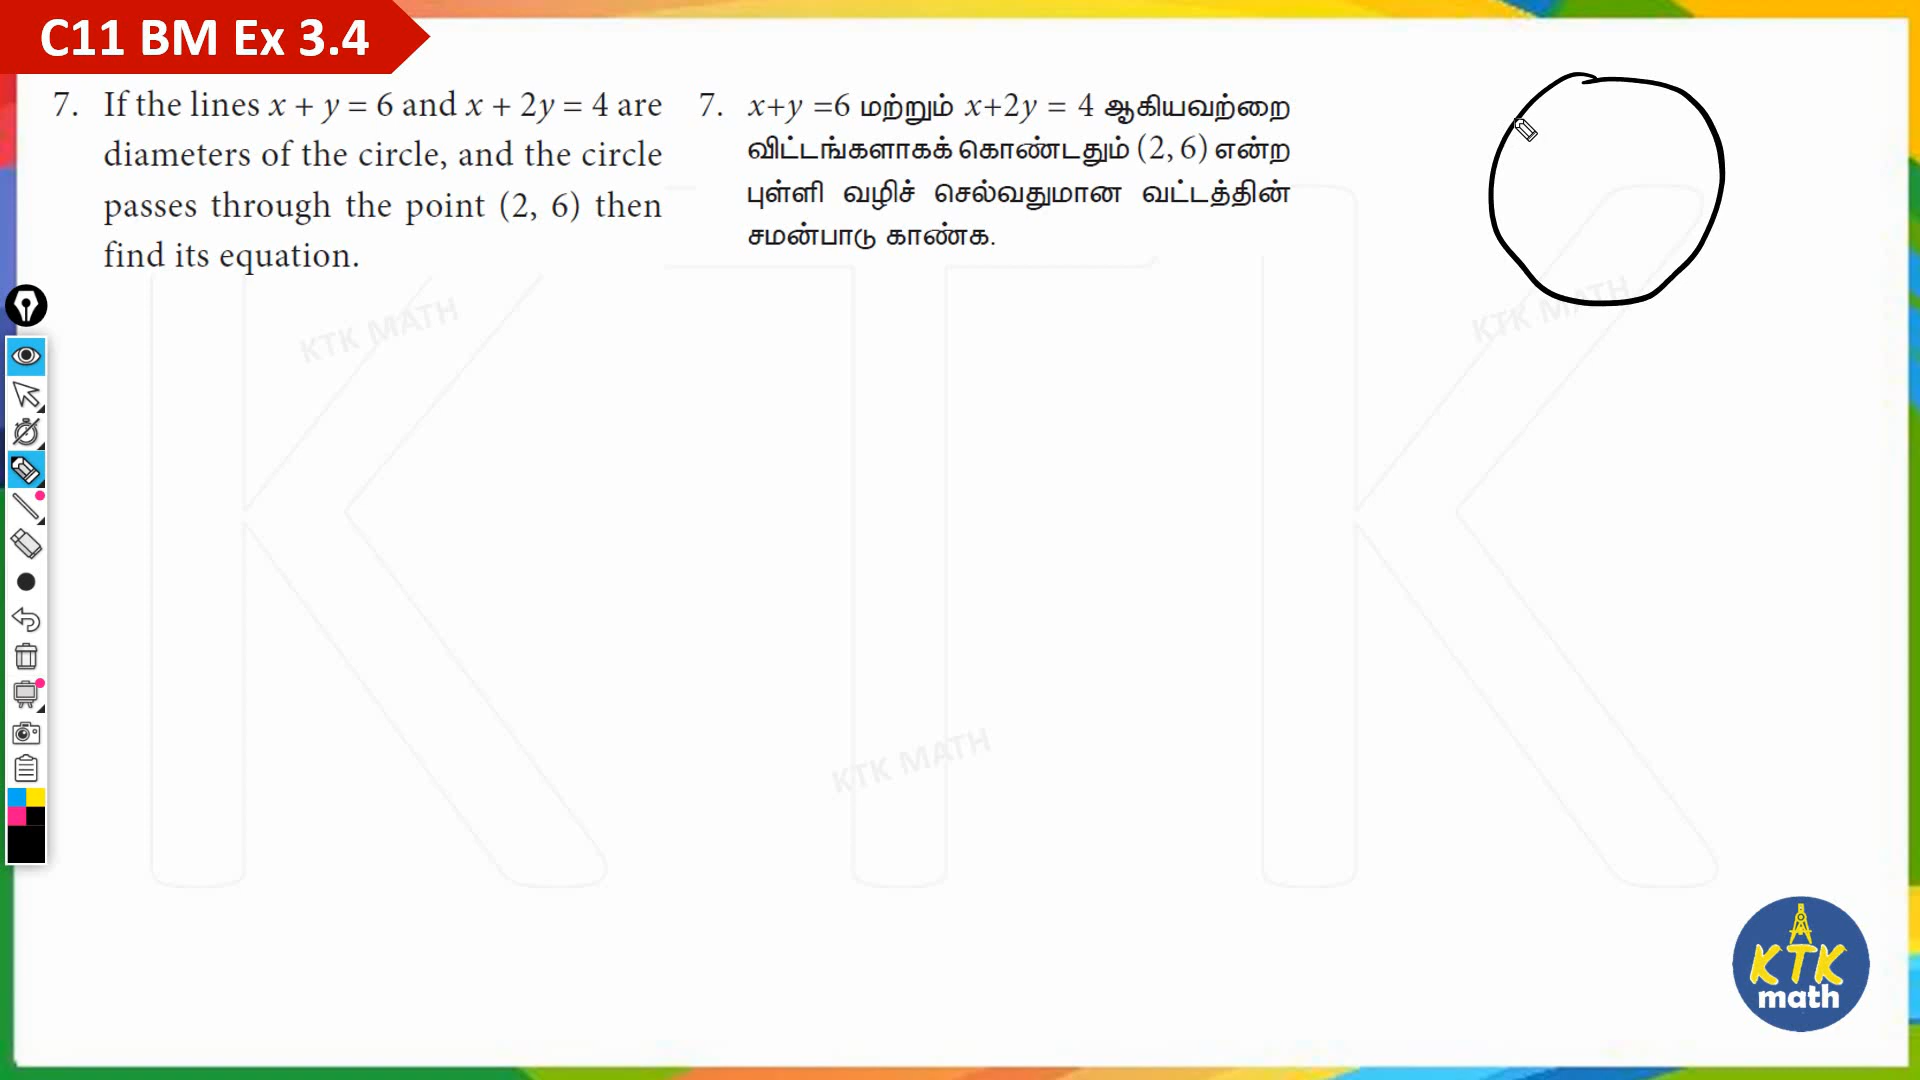 C11 BM Ex 3.4
7. If the lines x + y = 6 and x + 2y = 4 are
diameters of the circle, and the circle
passes through the point (2, 6) then
find its equation.
7. x+y =6 மற்றும் x+2y = 4 ஆகியவற்றை
விட்டங்களாகக் கொண்டதும் (2, 6) என்ற
புள்ளி வழிச் செல்வதுமான வட்டத்தின்
சமன்பாடு காண்க.
KTK MATH
KTK MATH
KTK MATH
KTK
KTK
math